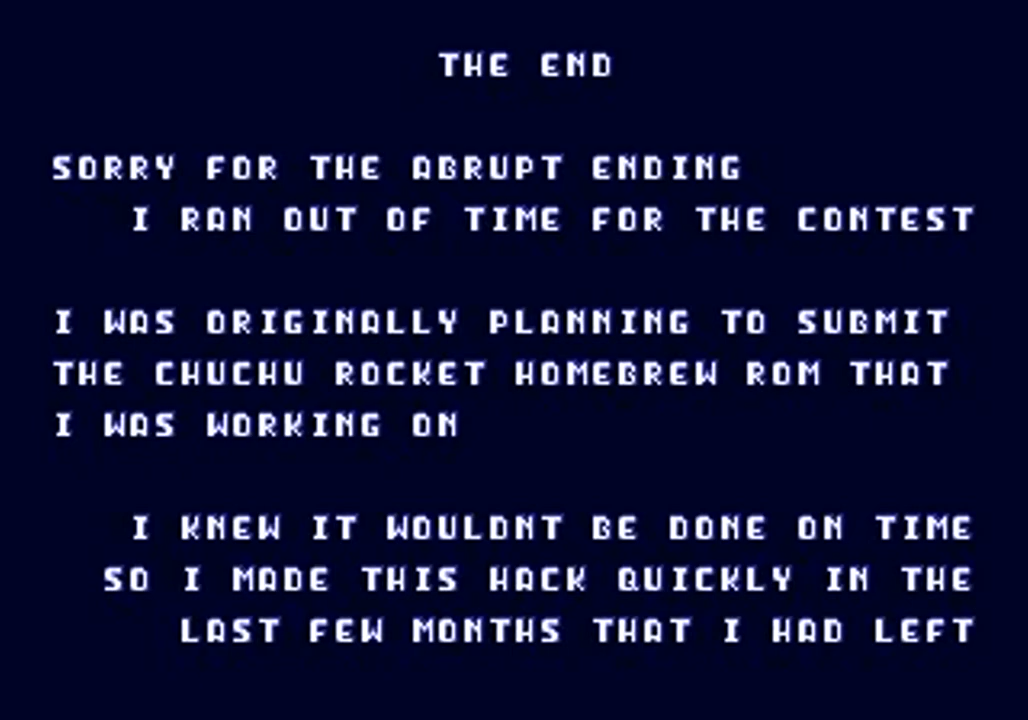 THE END
SORRY FOR THE ABRUPT ENDING
I RAN OUT OF TIME FOR THE CONTEST
I WAS ORIGINALLY PLANNING TO SUBMIT
THE CHUCHU ROCKET HOMEBREW ROM THAT
I WAS WORKING ON
I KNEW IT WOULDNT BE DONE ON TIME
SO I MADE THIS HACK QUICKLY IN THE
LAST FEW MONTHS THAT I HAD LEFT